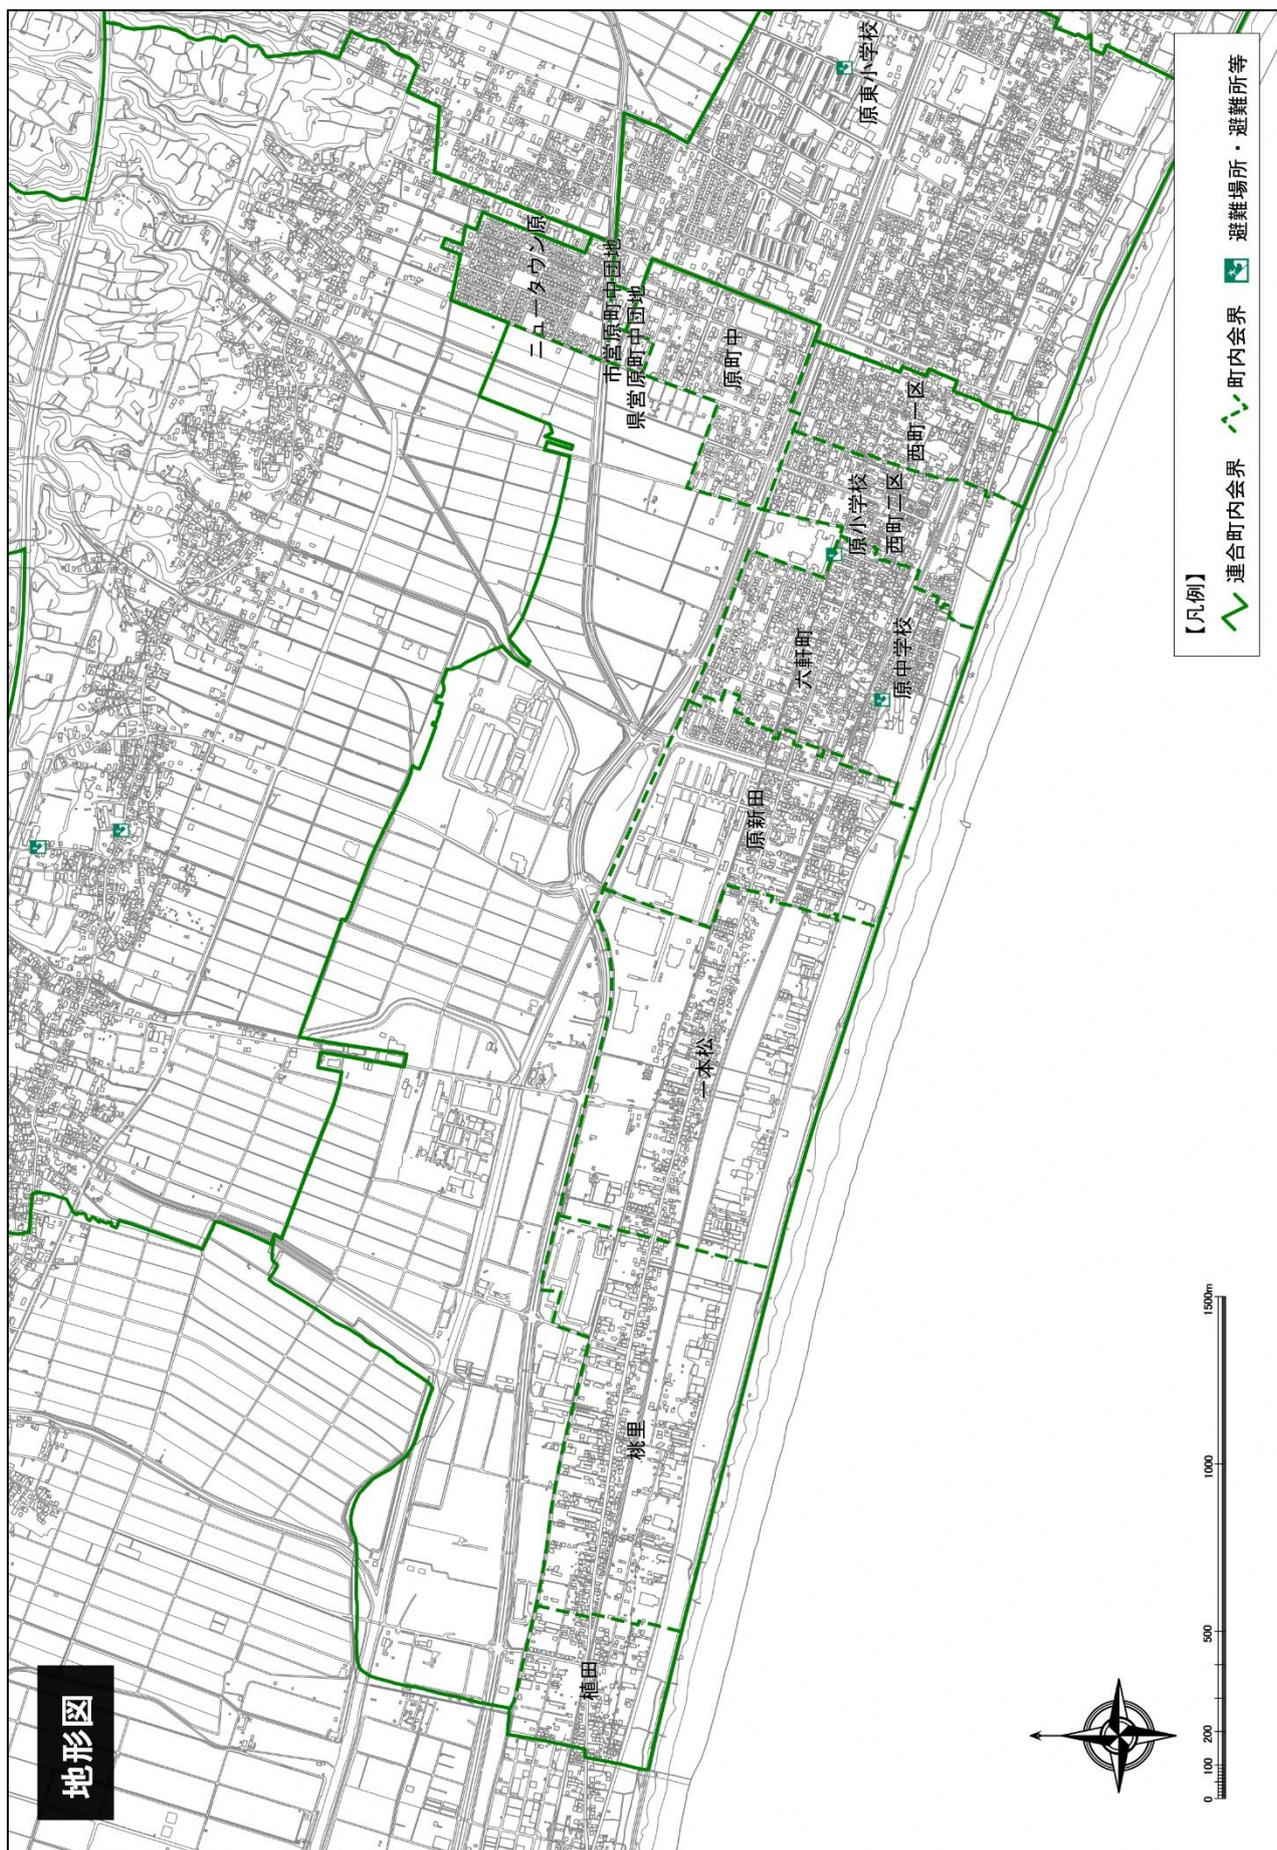 地形図
ニュータウン原
市営原町中団地
県営原町中団地
原町中
原東小学校
西町一区
西町二区
原小学校
六軒町
原中学校
原新田
一本松
桃里
植田
【凡例】
連合町内会界 町内会界 避難場所・避難所等
0 100 200 500 1000 1500m